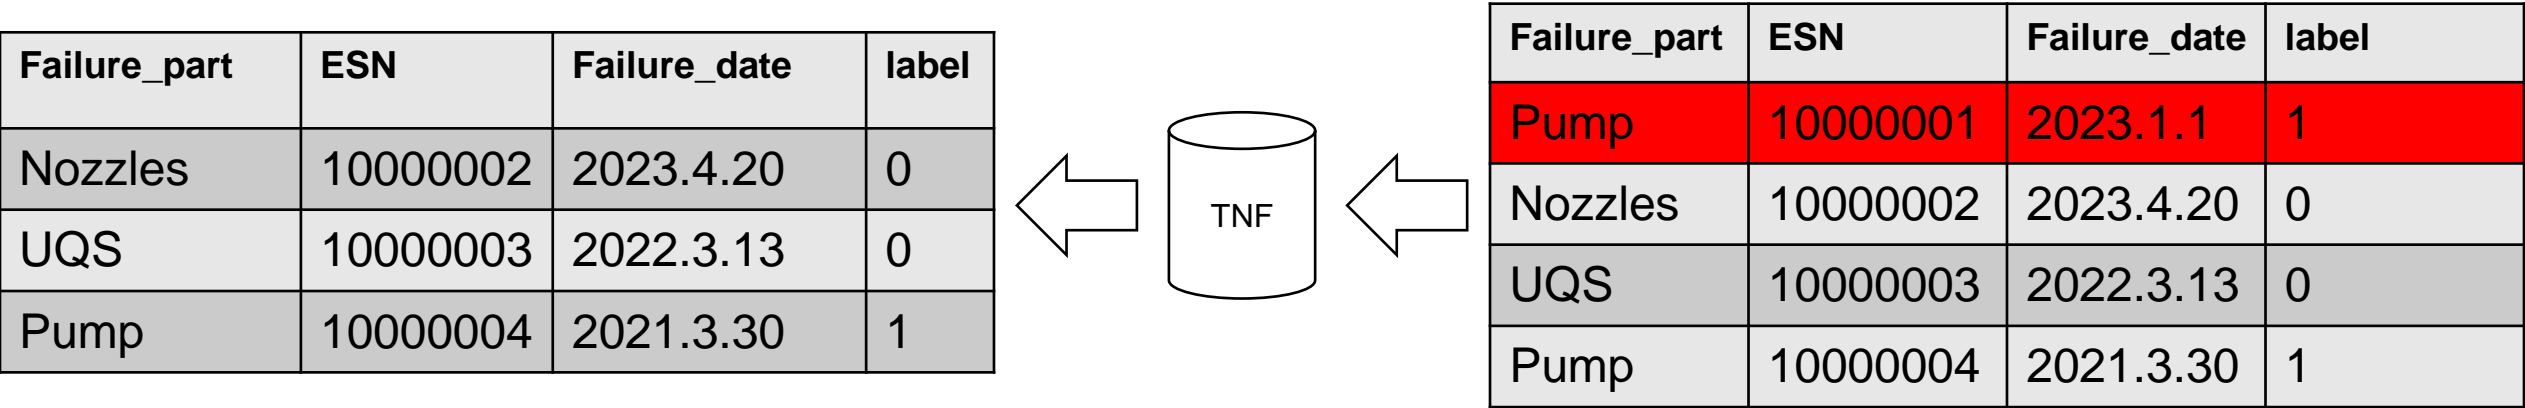 Failure_part ESN Failure_date label
Nozzles 10000002 2023.4.20 0
UQS 10000003 2022.3.13 0
Pump 10000004 2021.3.30 1
TNF
Failure_part ESN Failure_date label
Pump 10000001 2023.1.1 1
Nozzles 10000002 2023.4.20 0
UQS 10000003 2022.3.13 0
Pump 10000004 2021.3.30 1